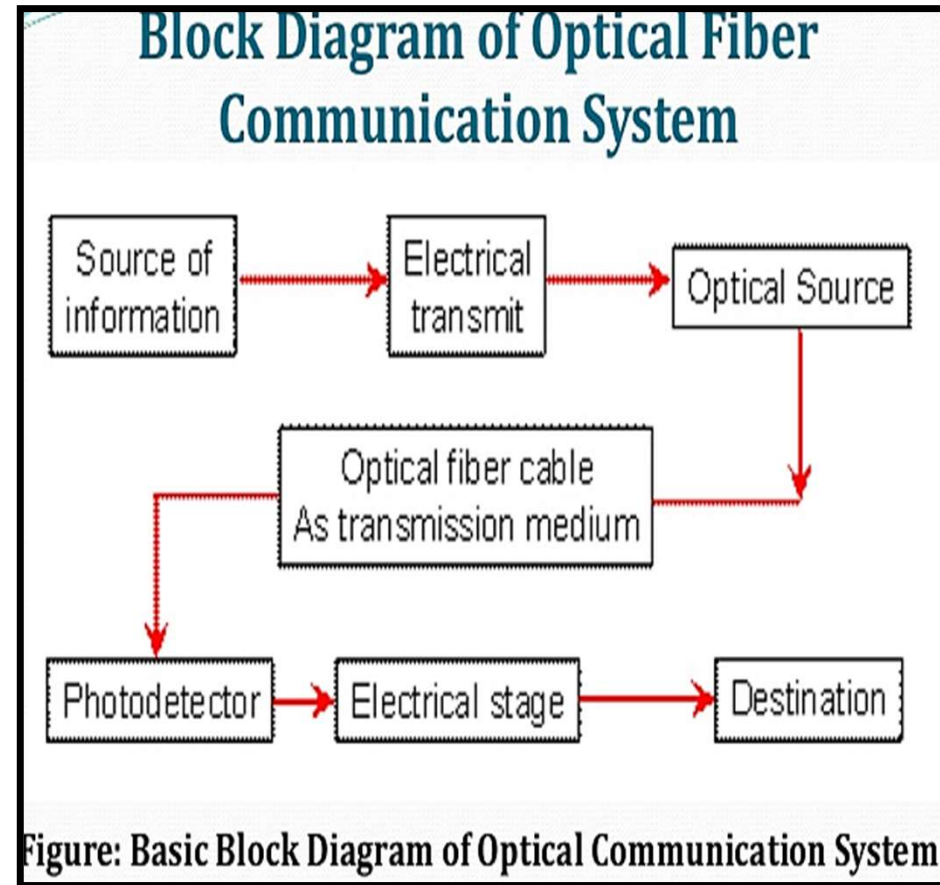 Block Diagram of Optical Fiber
Communication System
Source of
information
Electrical
transmit
Optical Source
Optical fiber cable
As transmission medium
Photodetector
Electrical stage
Destination
Figure: Basic Block Diagram of Optical Communication System